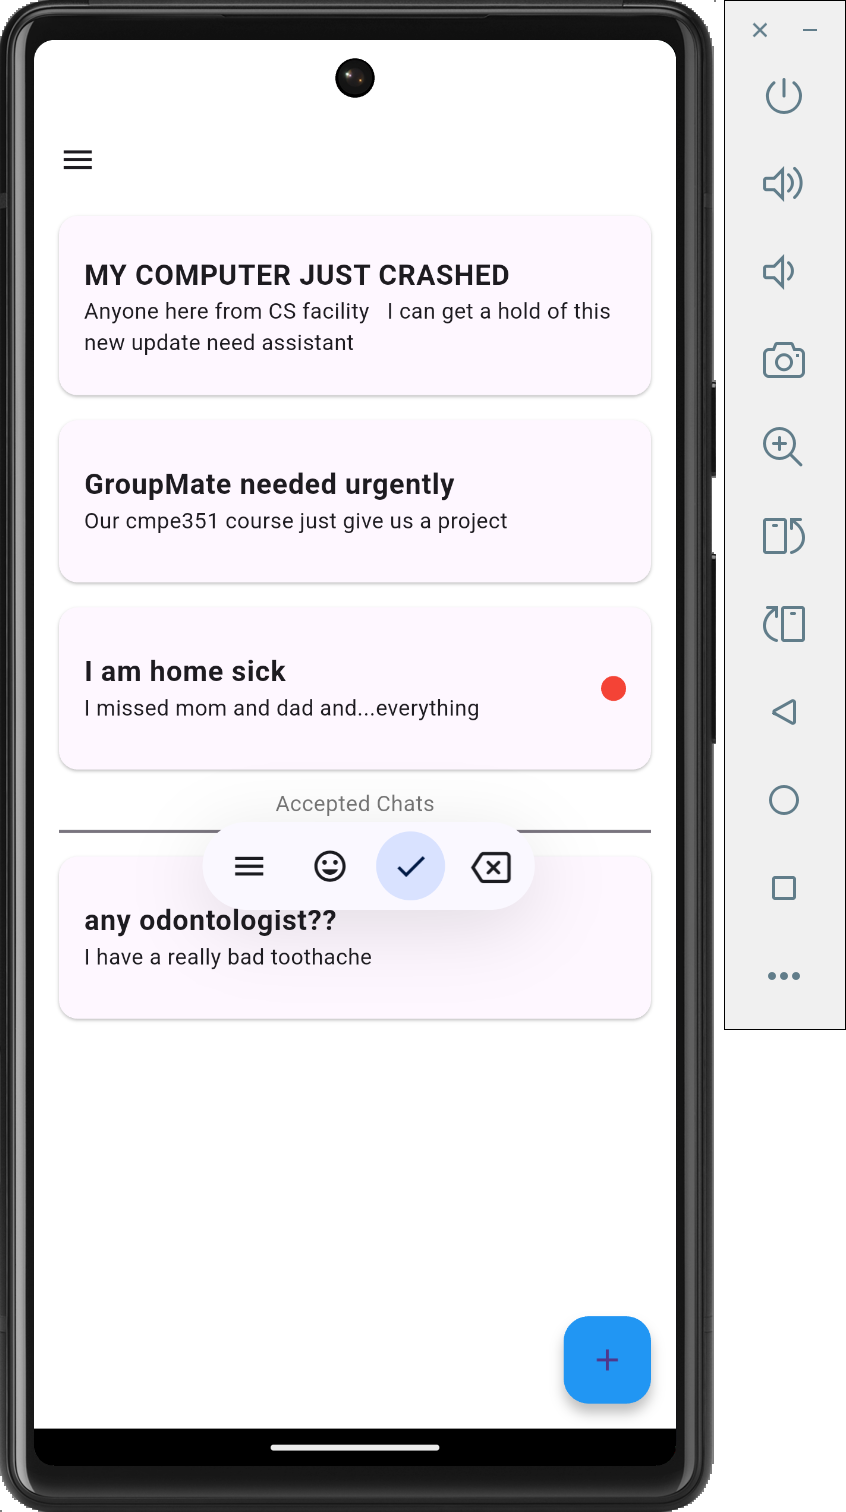 MY COMPUTER JUST CRASHED
Anyone here from CS facility   I can get a hold of this
new update need assistant
GroupMate needed urgently
Our cmpe351 course just give us a project
I am home sick
I missed mom and dad and...everything
Accepted Chats
any odontologist??
I have a really bad toothache